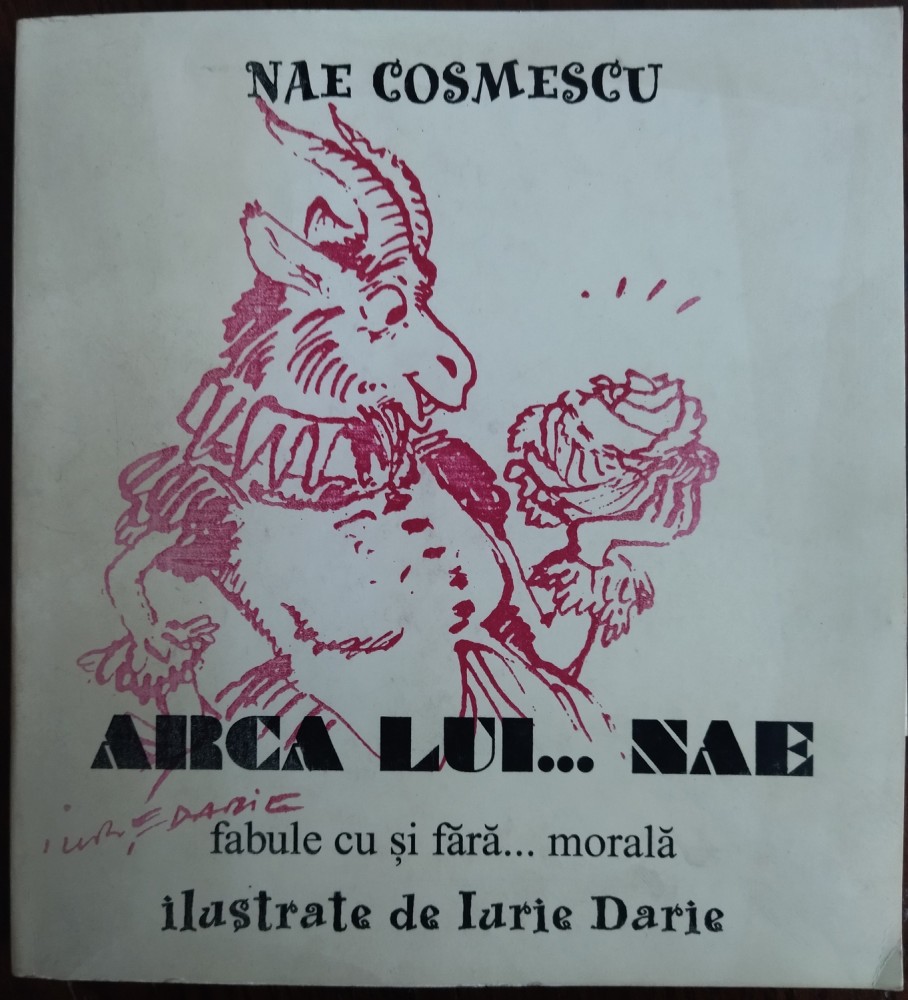 NAE COSMESCU
ARCA LUI... NAE
iurie DARIE
fabule cu și fără... morală
ilustrate de Iurie Darie